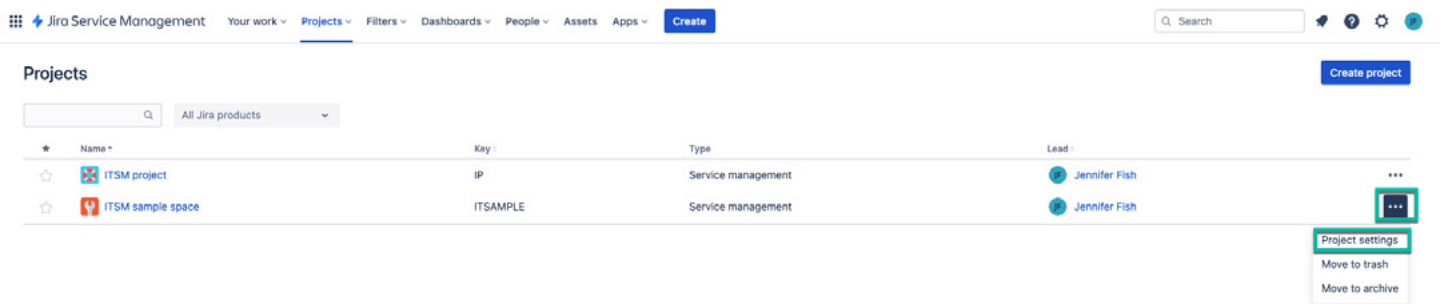 Jira Service Management Your work Projects Filters Dashboards People Assets Apps Create Search JF
Projects Create project
All Jira products
Name Key Type Lead
ITSM project IP Service management JF Jennifer Fish
ITSM sample space ITSAMPLE Service management JF Jennifer Fish
Project settings
Move to trash
Move to archive